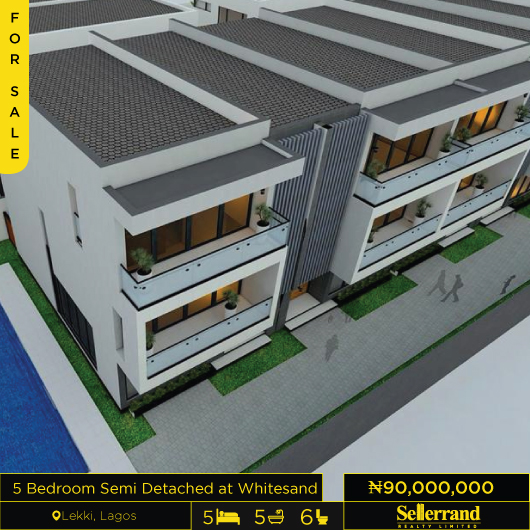 FOR SALE
5 Bedroom Semi Detached at Whitesand
₦90,000,000
Lekki, Lagos
5 5 6
Sellerrand
REALTY LIMITED